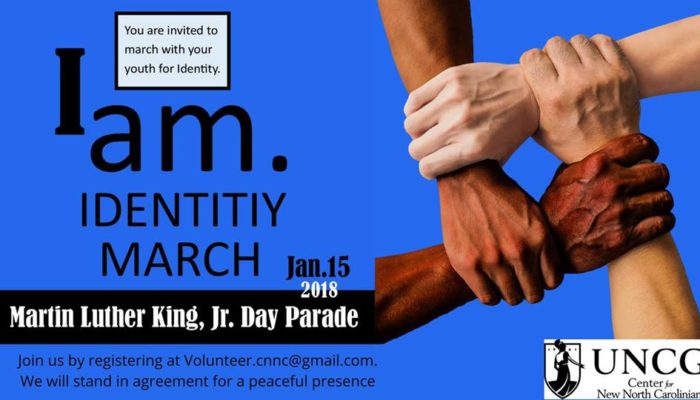 You are invited to
march with your
youth for Identity.
I
am.
IDENTITIY
MARCH
Jan.15
2018
Martin Luther King, Jr. Day Parade
Join us by registering at Volunteer.cnnc@gmail.com.
We will stand in agreement for a peaceful presence
UNCG
Center for
New North Carolinian